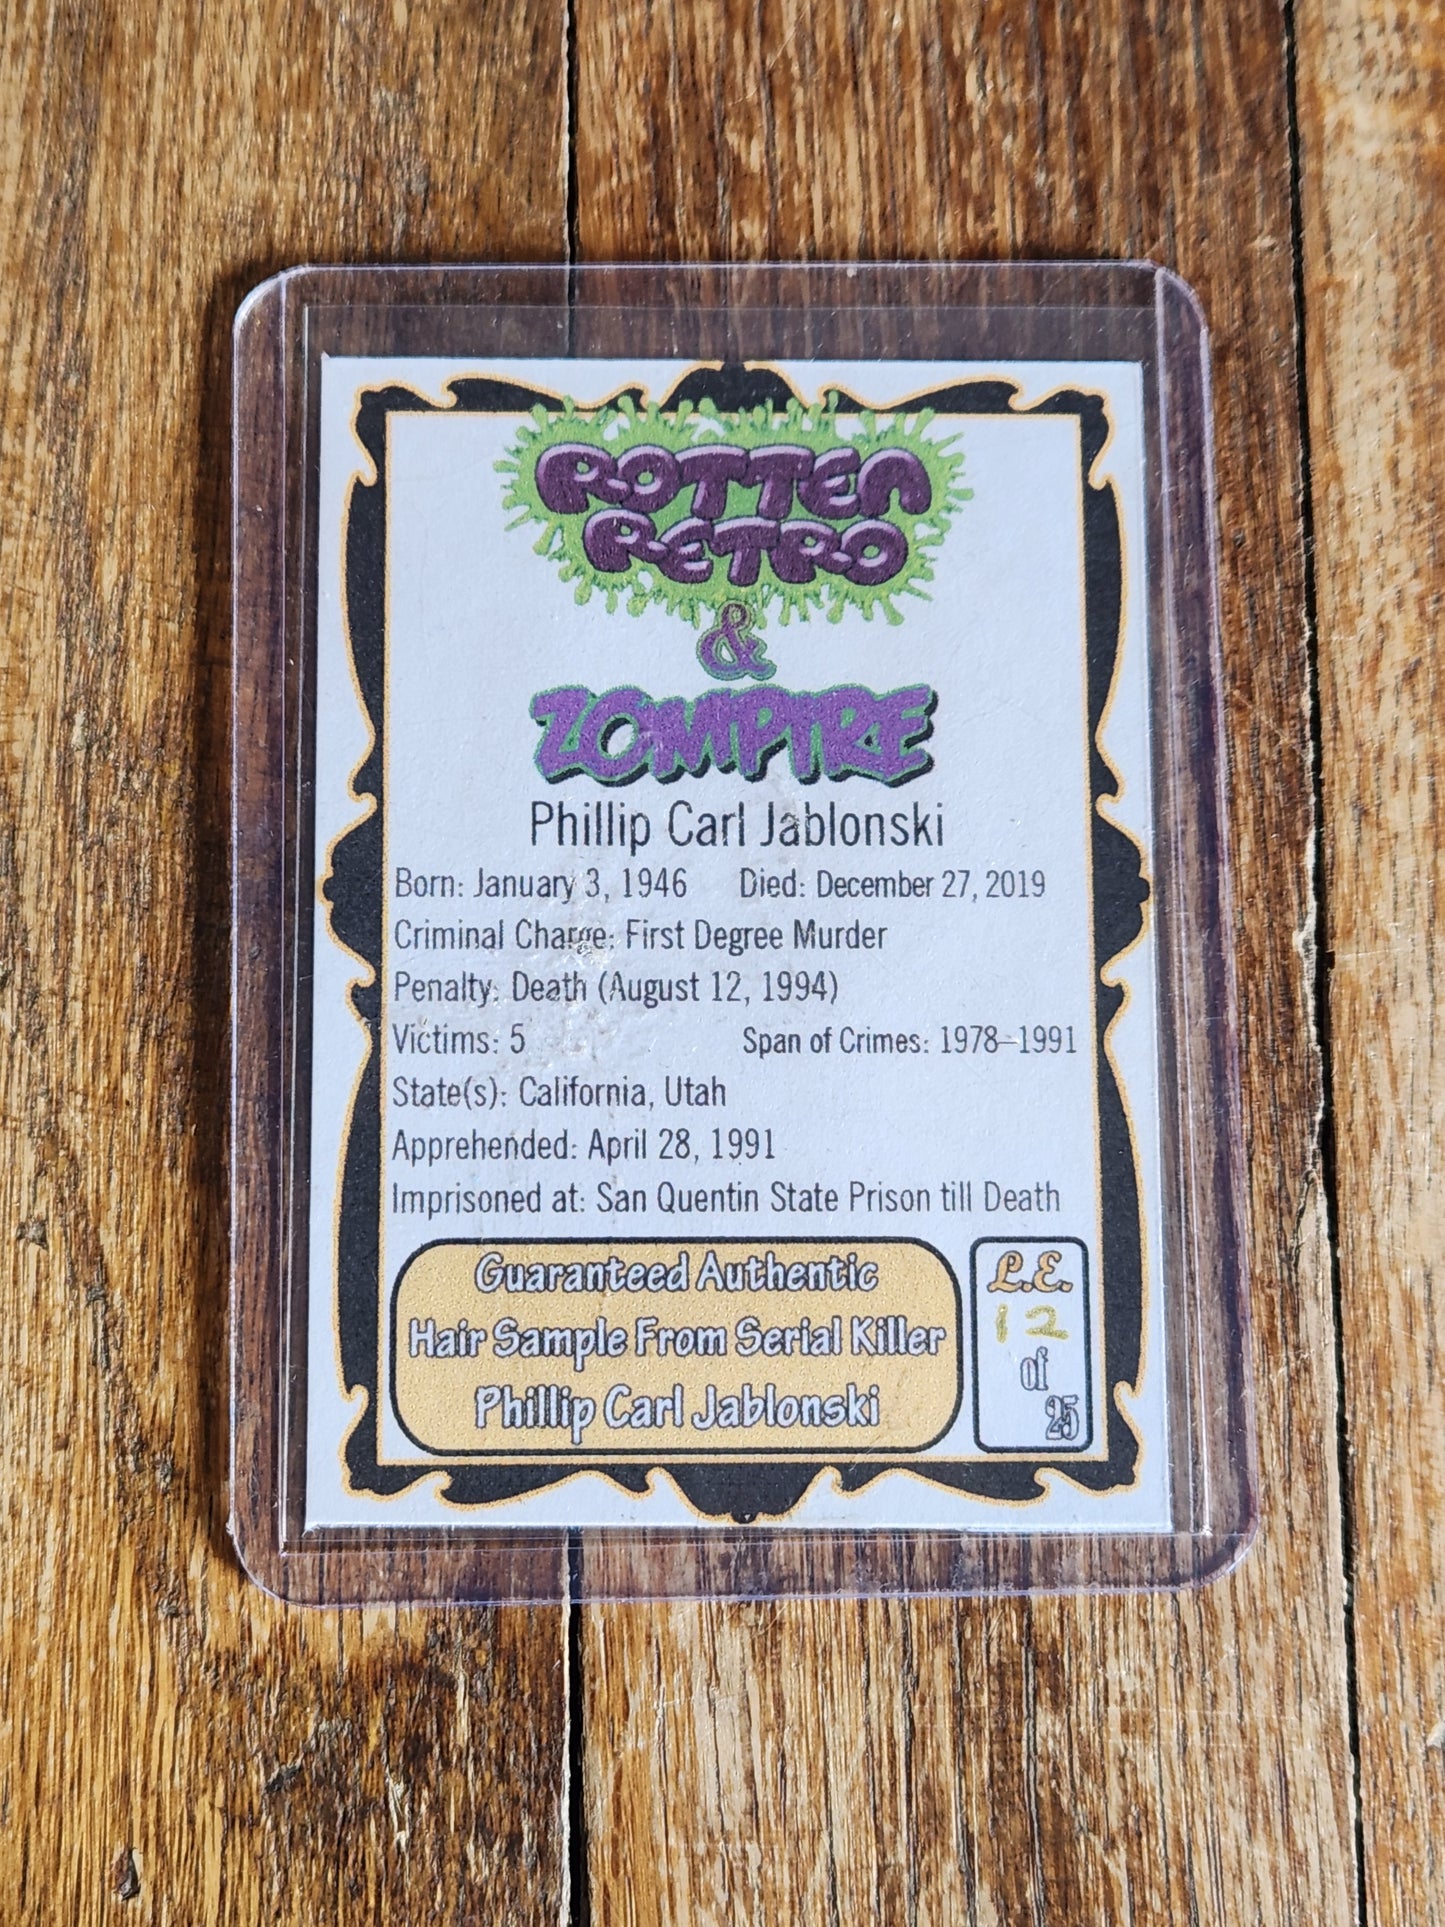 ROTTEN
RETRO
&
ZOMPIRE
Phillip Carl Jablonski
Born: January 3, 1946 Died: December 27, 2019
Criminal Charge: First Degree Murder
Penalty: Death (August 12, 1994)
Victims: 5 Span of Crimes: 1978–1991
State(s): California, Utah
Apprehended: April 28, 1991
Imprisoned at: San Quentin State Prison till Death
Guaranteed Authentic
Hair Sample From Serial Killer
Phillip Carl Jablonski
L.E.
12
of
25